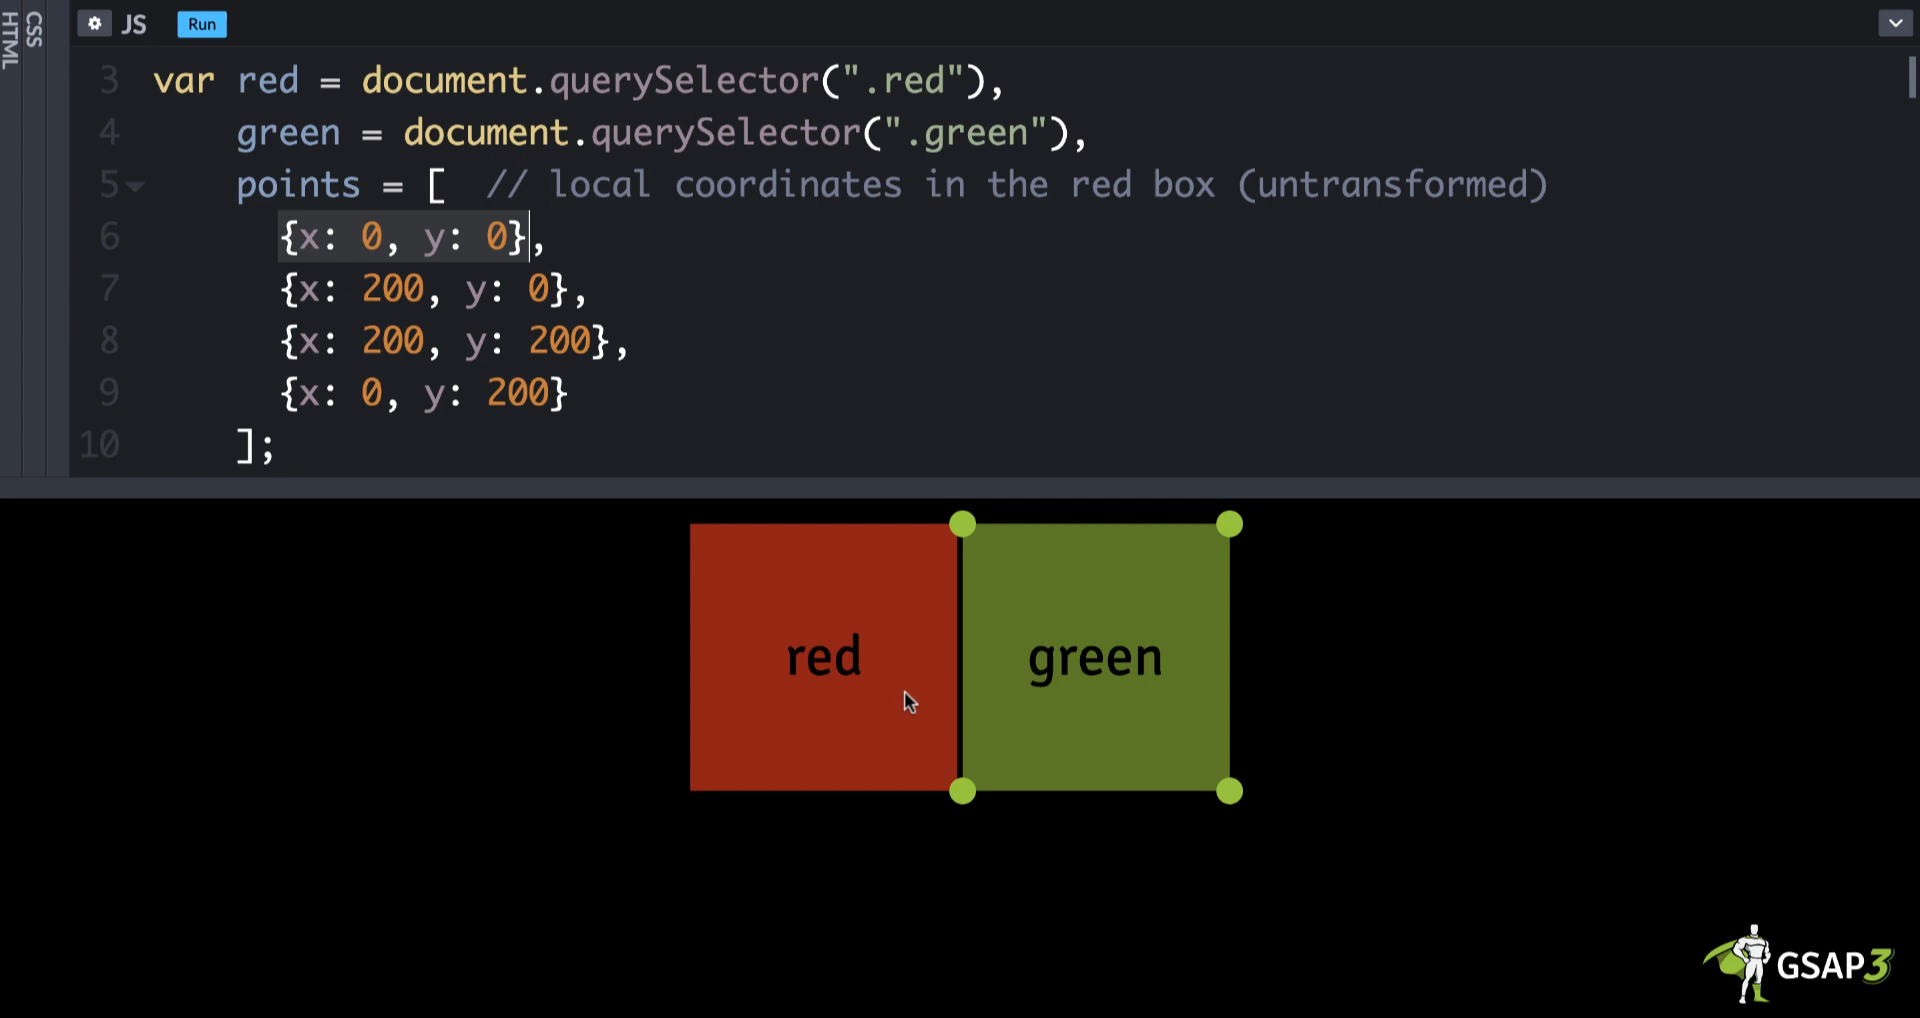 HTML
CSS
JS
Run
3 var red = document.querySelector(".red"),
4 green = document.querySelector(".green"),
5 points = [ // local coordinates in the red box (untransformed)
6 {x: 0, y: 0},
7 {x: 200, y: 0},
8 {x: 200, y: 200},
9 {x: 0, y: 200}
10 ];
red
green
GSAP3